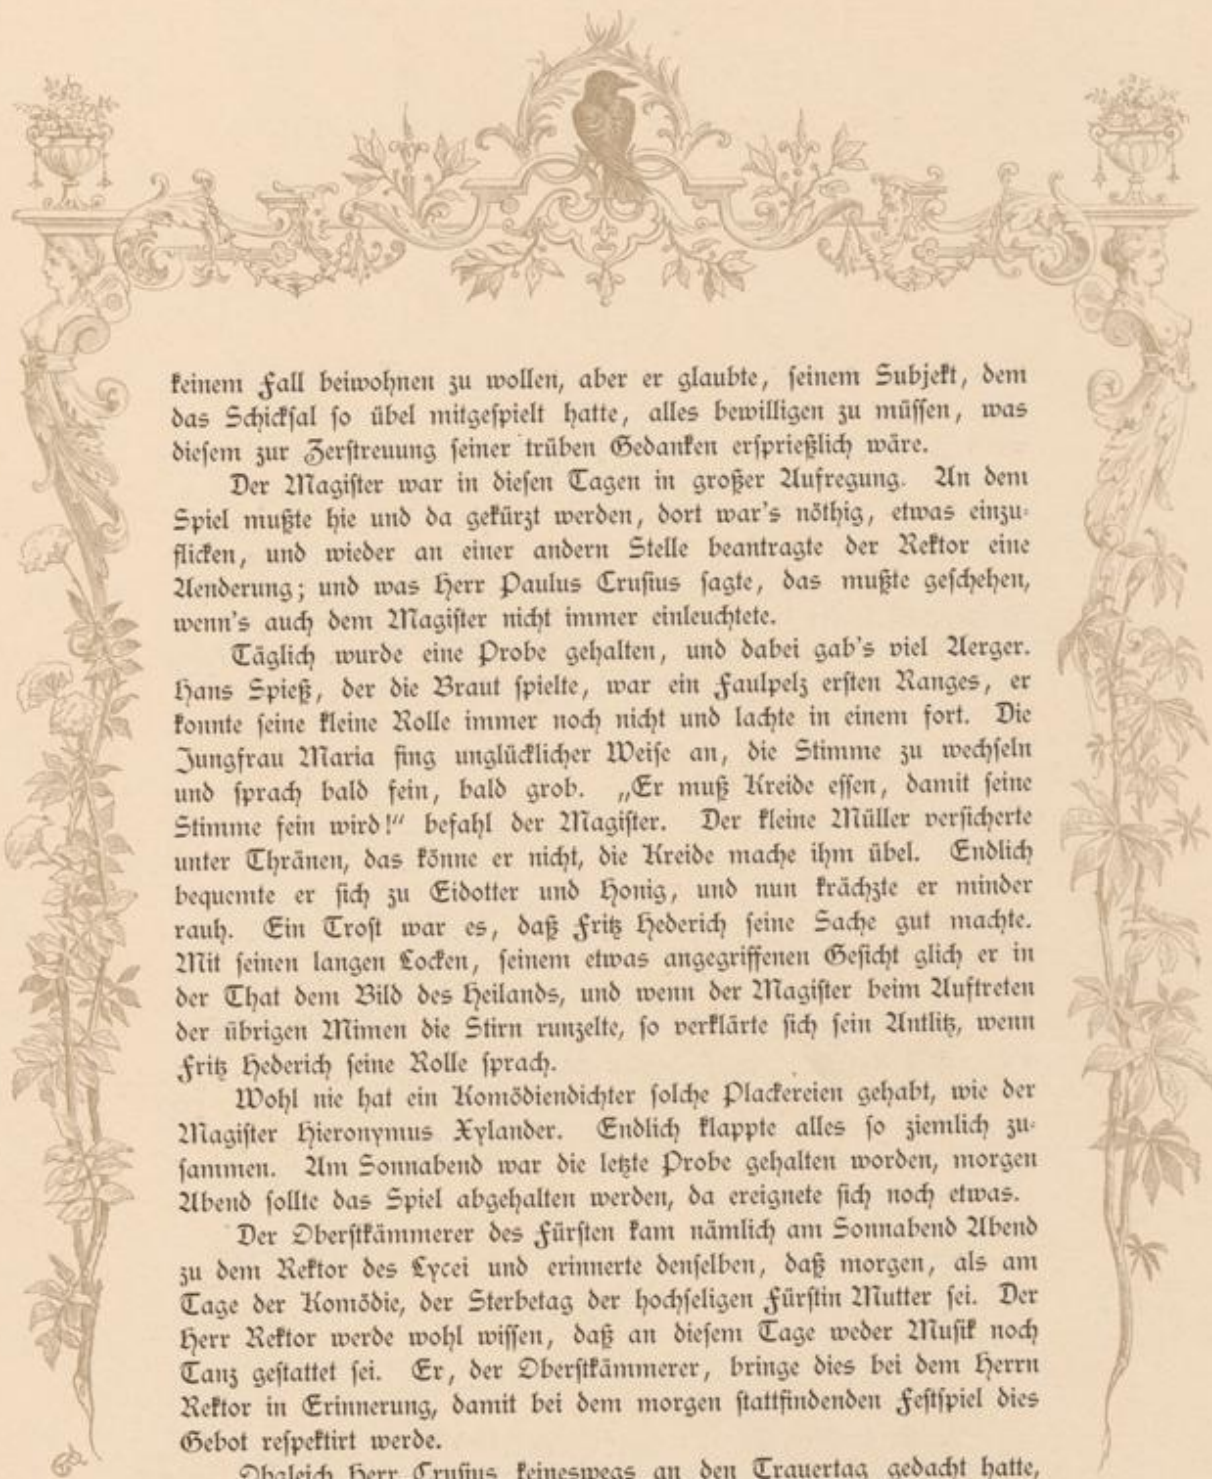 keinem Fall beiwohnen zu wollen, aber er glaubte, seinem Subjekt, dem
das Schicksal so übel mitgespielt hatte, alles bewilligen zu müssen, was
diesem zur Zerstreuung seiner trüben Gedanken ersprießlich wäre.
Der Magister war in diesen Tagen in großer Aufregung. An dem
Spiel mußte hie und da gekürzt werden, dort war's nöthig, etwas einzu-
flicken, und wieder an einer andern Stelle beantragte der Rektor eine
Aenderung; und was Herr Paulus Crusius sagte, das mußte geschehen,
wenn's auch dem Magister nicht immer einleuchtete.
Täglich wurde eine Probe gehalten, und dabei gab's viel Aerger.
Hans Spieß, der die Braut spielte, war ein Faulpelz ersten Ranges, er
konnte seine kleine Rolle immer noch nicht und lachte in einem fort. Die
Jungfrau Maria fing unglücklicher Weise an, die Stimme zu wechseln
und sprach bald fein, bald grob. „Er muß Kreide essen, damit seine
Stimme fein wird!“ befahl der Magister. Der kleine Müller versicherte
unter Thränen, das könne er nicht, die Kreide mache ihm übel. Endlich
bequemte er sich zu Eidotter und Honig, und nun krächzte er minder
rauh. Ein Trost war es, daß Fritz Hederich seine Sache gut machte.
Mit seinen langen Locken, seinem etwas angegriffenen Gesicht glich er in
der That dem Bild des Heilands, und wenn der Magister beim Auftreten
der übrigen Mimen die Stirn runzelte, so verklärte sich sein Antlitz, wenn
Fritz Hederich seine Rolle sprach.
Wohl nie hat ein Komödiendichter solche Plackereien gehabt, wie der
Magister Hieronymus Xylander. Endlich klappte alles so ziemlich zu-
sammen. Am Sonnabend war die letzte Probe gehalten worden, morgen
Abend sollte das Spiel abgehalten werden, da ereignete sich noch etwas.
Der Oberstkämmerer des Fürsten kam nämlich am Sonnabend Abend
zu dem Rektor des Lycei und erinnerte denselben, daß morgen, als am
Tage der Komödie, der Sterbetag der hochseligen Fürstin Mutter sei. Der
Herr Rektor werde wohl wissen, daß an diesem Tage weder Musik noch
Tanz gestattet sei. Er, der Oberstkämmerer, bringe dies bei dem Herrn
Rektor in Erinnerung, damit bei dem morgen stattfindenden Festspiel dies
Gebot respektirt werde.
Obgleich Herr Crusius keineswegs an den Trauertag gedacht hatte,